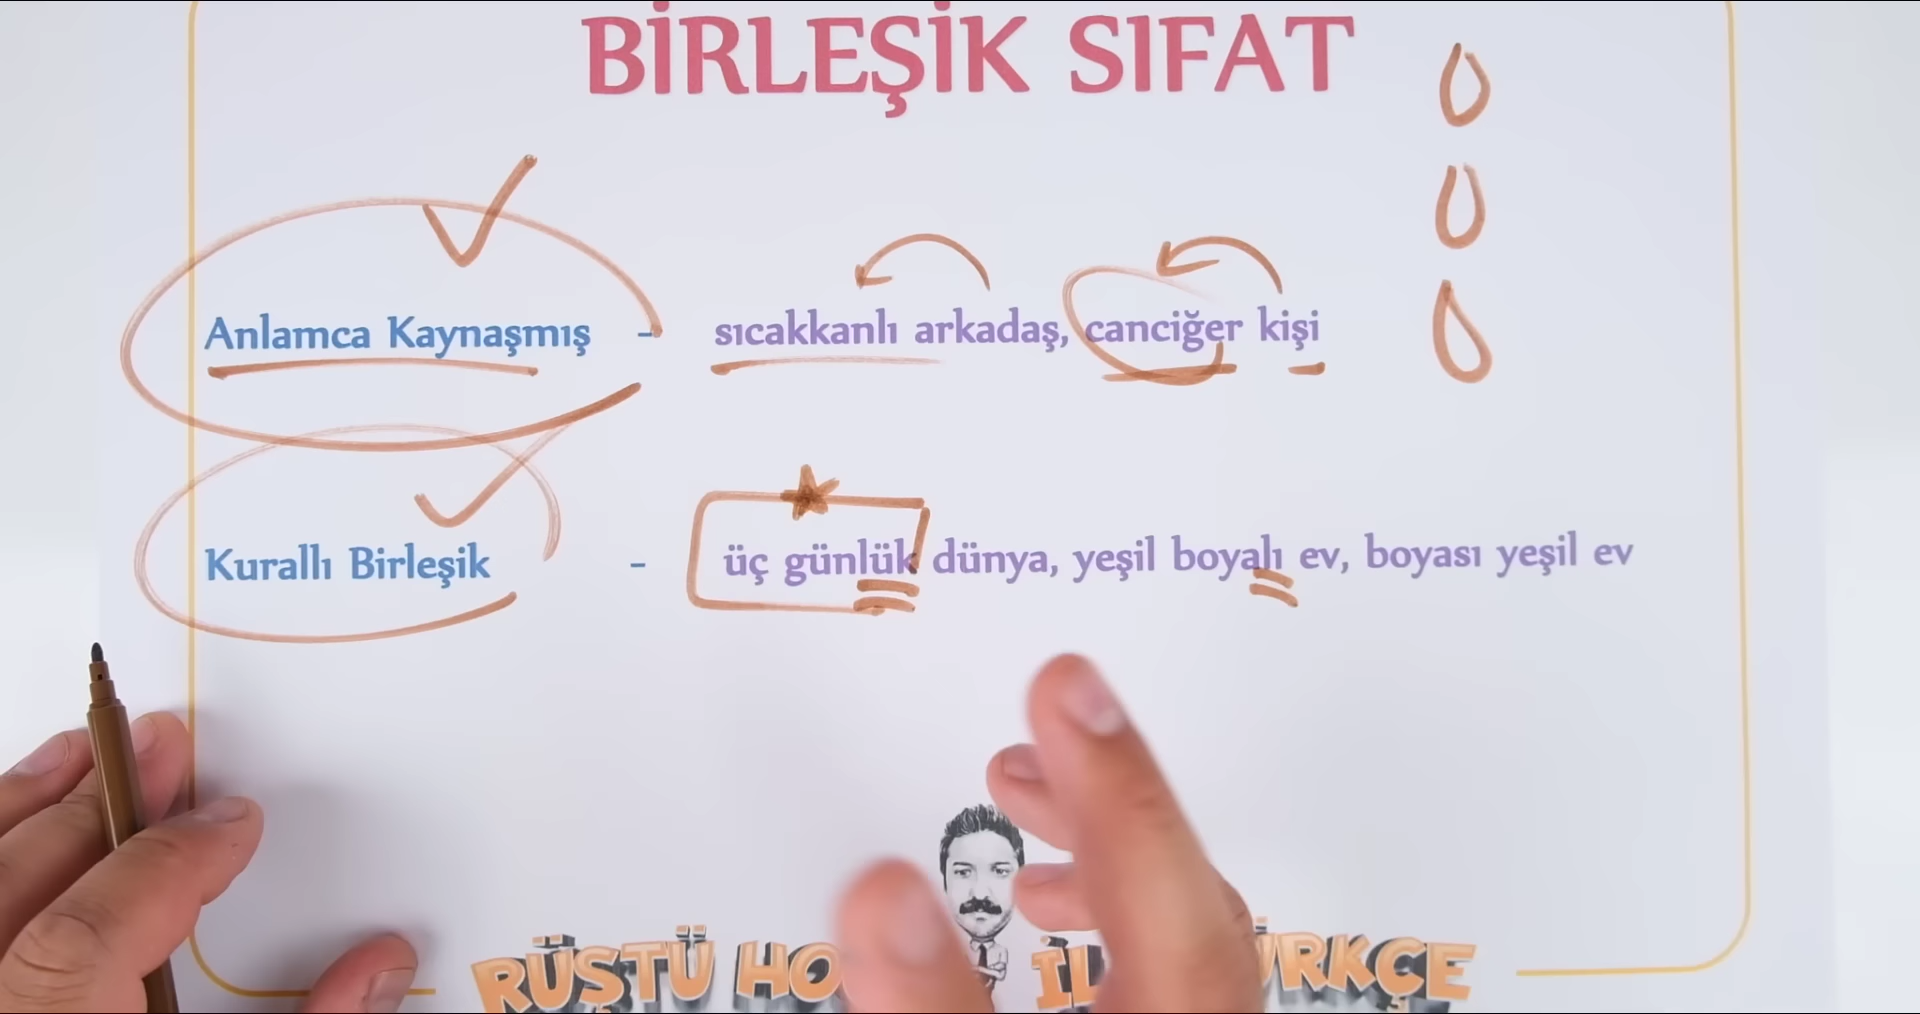 BİRLEŞİK SIFAT
Anlamca Kaynaşmış - sıcakkanlı arkadaş, canciğer kişi
Kurallı Birleşik - üç günlük dünya, yeşil boyalı ev, boyası yeşil ev
RÜŞTÜ